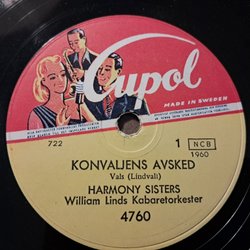 Cupol
MADE IN SWEDEN
722
1
NCB
1960
KONVALJENS AVSKED
Vals (Lindvall)
HARMONY SISTERS
William Linds Kabaretorkester
4760